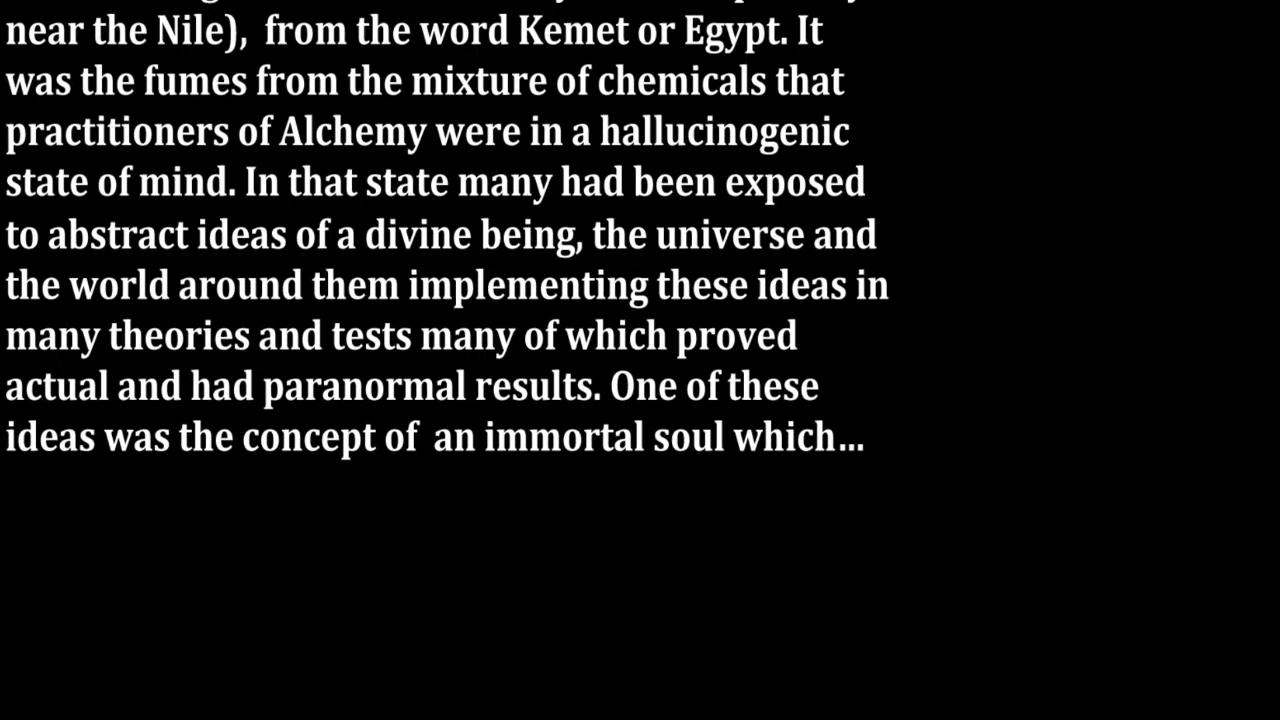 near the Nile),  from the word Kemet or Egypt. It
was the fumes from the mixture of chemicals that
practitioners of Alchemy were in a hallucinogenic
state of mind. In that state many had been exposed
to abstract ideas of a divine being, the universe and
the world around them implementing these ideas in
many theories and tests many of which proved
actual and had paranormal results. One of these
ideas was the concept of  an immortal soul which...